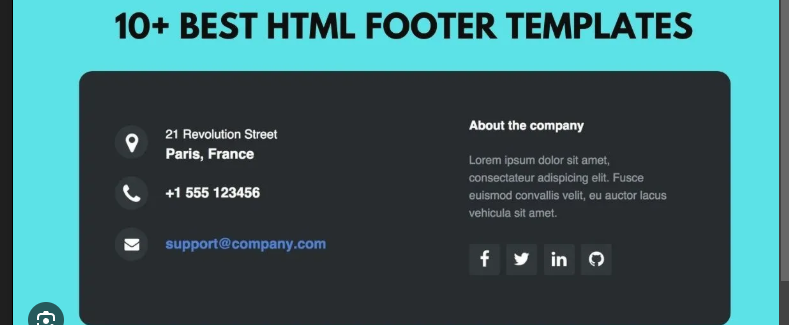 10+ BEST HTML FOOTER TEMPLATES
21 Revolution Street
Paris, France
+1 555 123456
support@company.com
About the company
Lorem ipsum dolor sit amet,
consectateur adispicing elit. Fusce
euismod convallis velit, eu auctor lacus
vehicula sit amet.